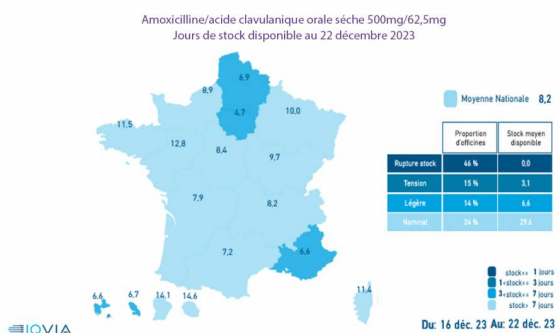 Amoxicilline/acide clavulanique orale séche 500mg/62,5mg
Jours de stock disponible au 22 décembre 2023
6,9
8,9
4,7
10,0
Moyenne Nationale 8,2
11,5
12,8
8,4
9,7
Proportion d'officines
Stock moyen disponible
Rupture stock 46 % 0,0
Tension 15 % 3,1
Légère 14 % 6,6
Nominal 24 % 29,6
7,9
8,2
7,2
6,6
6,6
6,7
14.1
14.6
11,4
stock<= 1 jours
1<stock<= 3 jours
3<stock<= 7 jours
stock> 7 jours
IQVIA
Du: 16 déc. 23 Au: 22 déc. 23